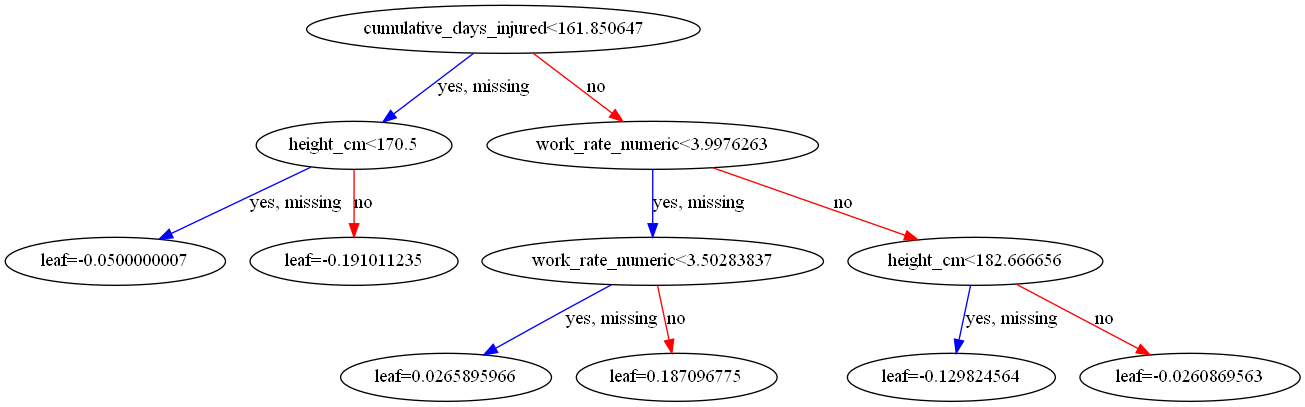 cumulative_days_injured<161.850647
yes, missing
no
height_cm<170.5
work_rate_numeric<3.9976263
yes, missing
no
yes, missing
no
leaf=-0.0500000007
leaf=-0.191011235
work_rate_numeric<3.50283837
height_cm<182.666656
yes, missing
no
yes, missing
no
leaf=0.0265895966
leaf=0.187096775
leaf=-0.129824564
leaf=-0.0260869563